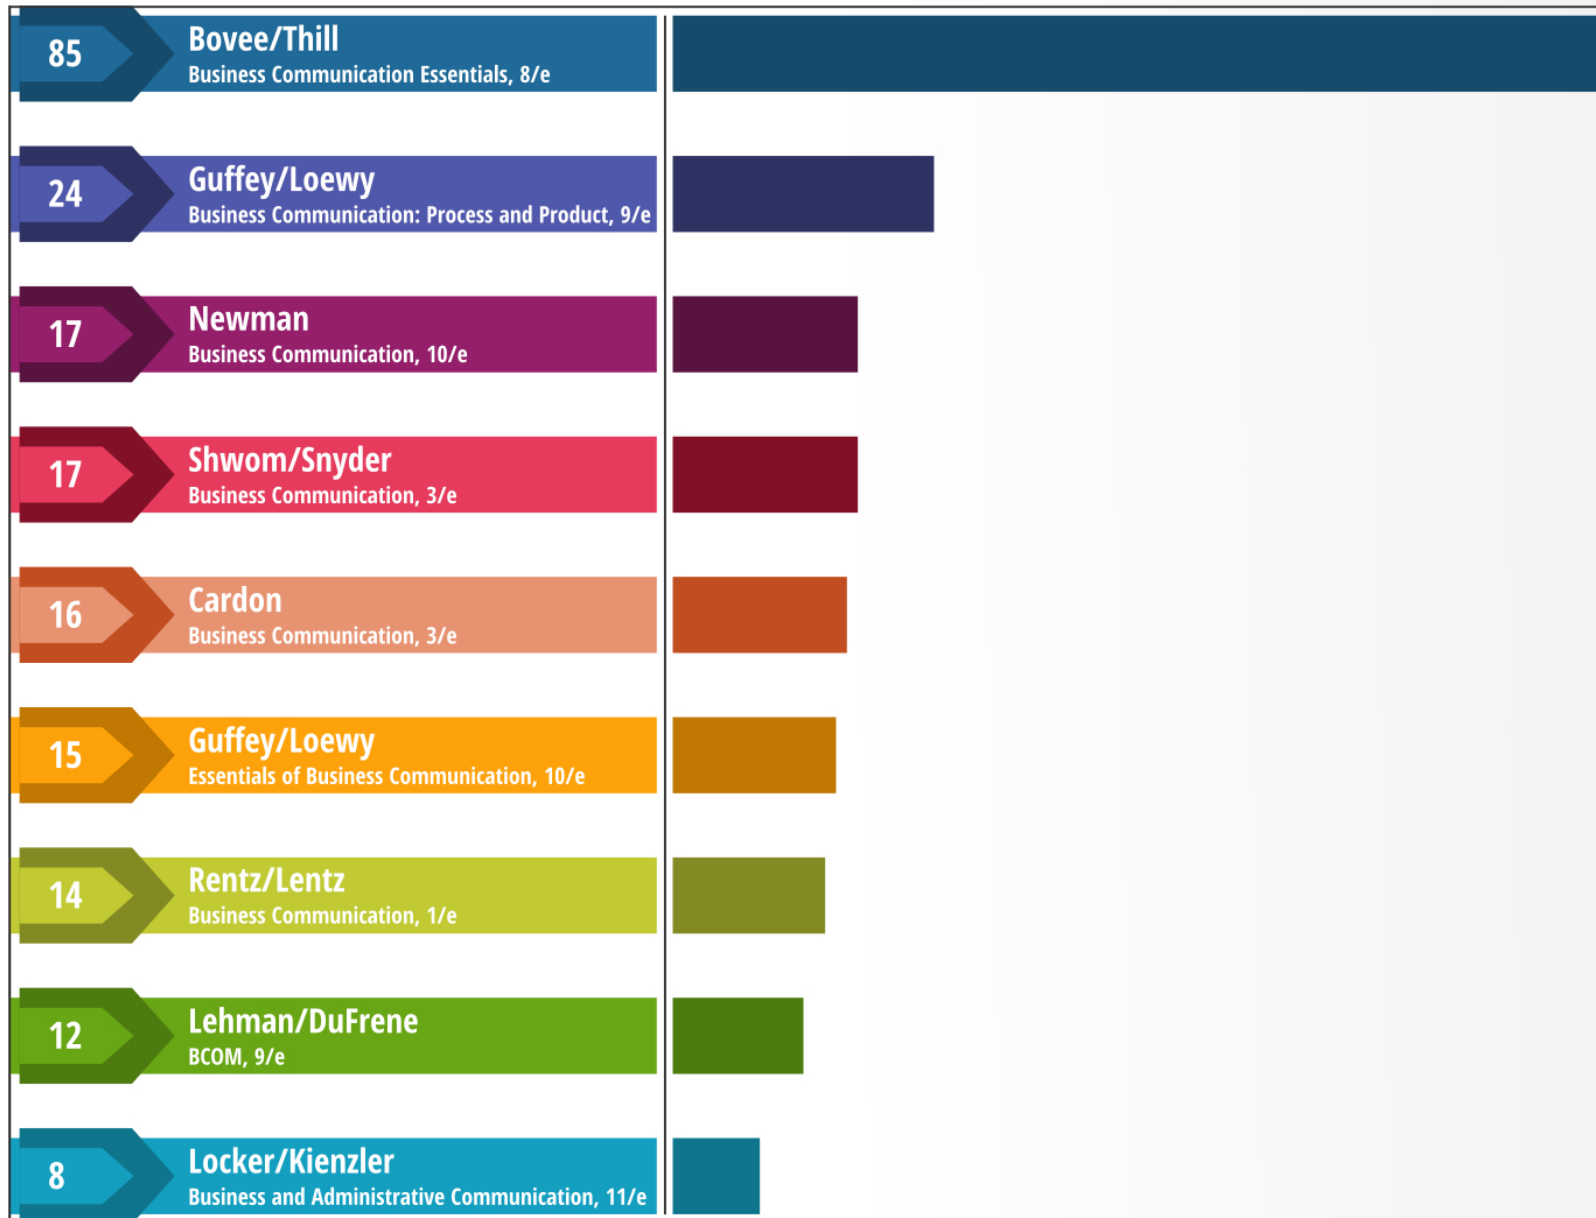 85
Bovee/Thill
Business Communication Essentials, 8/e
24
Guffey/Loewy
Business Communication: Process and Product, 9/e
17
Newman
Business Communication, 10/e
17
Shwom/Snyder
Business Communication, 3/e
16
Cardon
Business Communication, 3/e
15
Guffey/Loewy
Essentials of Business Communication, 10/e
14
Rentz/Lentz
Business Communication, 1/e
12
Lehman/DuFrene
BCOM, 9/e
8
Locker/Kienzler
Business and Administrative Communication, 11/e